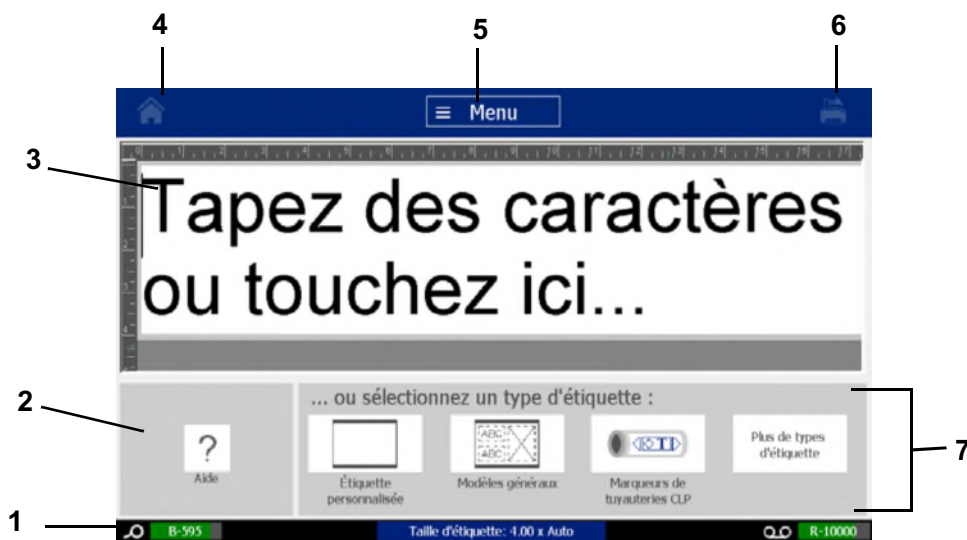 4 5 6
≡ Menu
3
Tapez des caractères
ou touchez ici...
2
... ou sélectionnez un type d'étiquette :
7
?
Aide
ABC
ABC
Plus de types
d'étiquette
Étiquette
personnalisée
Modèles généraux
Marqueurs de
tuyauteries CLP
1
B-595
Taille d'étiquette: 4.00 x Auto
R-10000